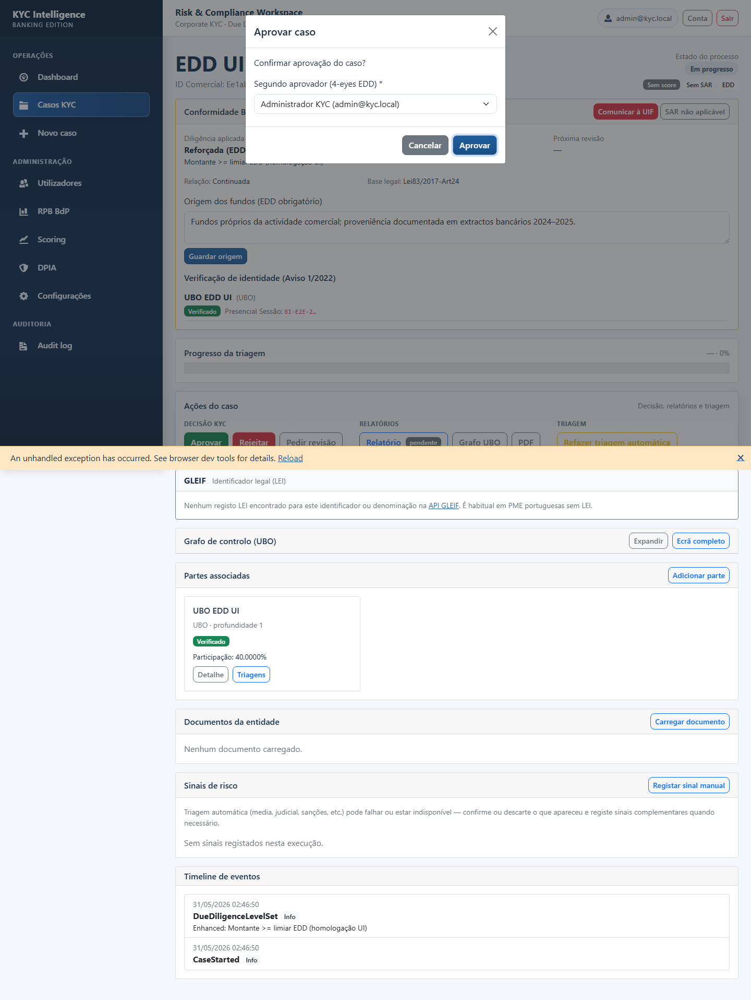 KYC Intelligence
BANKING EDITION
OPERAÇÕES
Dashboard
Casos KYC
Novo caso
ADMINISTRAÇÃO
Utilizadores
RPB BdP
Scoring
DPIA
Configurações
AUDITORIA
Audit log
Risk & Compliance Workspace
Corporate KYC · Due D
admin@kyc.local
Conta
Sair
Aprovar caso
Confirmar aprovação do caso?
Segundo aprovador (4-eyes EDD) *
Administrador KYC (admin@kyc.local)
Cancelar
Aprovar
EDD UI
ID Comercial: Ee1ab
Estado do processo
Em progresso
Sem score
Sem SAR
EDD
Conformidade B
Comunicar à UIF
SAR não aplicável
Diligência aplicada
Reforçada (EDD
Montante >= limiar EDD (homologação UI)
Próxima revisão
—
Relação: Continuada
Base legal: Lei83/2017-Art24
Origem dos fundos (EDD obrigatório)
Fundos próprios da actividade comercial; proveniência documentada em extractos bancários 2024–2025.
Guardar origem
Verificação de identidade (Aviso 1/2022)
UBO EDD UI (UBO)
Verificado Presencial Sessão: BI-E2E-2…
Progresso da triagem
— · 0%
Ações do caso
Decisão, relatórios e triagem
DECISÃO KYC
RELATÓRIOS
TRIAGEM
Aprovar
Rejeitar
Pedir revisão
Relatório pendente
Grafo UBO
PDF
Refazer triagem automática
An unhandled exception has occurred. See browser dev tools for details. Reload
GLEIF Identificador legal (LEI)
Nenhum registo LEI encontrado para este identificador ou denominação na API GLEIF. É habitual em PME portuguesas sem LEI.
Grafo de controlo (UBO)
Expandir
Ecrã completo
Partes associadas
Adicionar parte
UBO EDD UI
UBO · profundidade 1
Verificado
Participação: 40,0000%
Detalhe
Triagens
Documentos da entidade
Carregar documento
Nenhum documento carregado.
Sinais de risco
Registar sinal manual
Triagem automática (media, judicial, sanções, etc.) pode falhar ou estar indisponível — confirme ou descarte o que apareceu e registe sinais complementares quando
necessário.
Sem sinais registados nesta execução.
Timeline de eventos
31/05/2026 02:46:50
DueDiligenceLevelSet Info
Enhanced: Montante >= limiar EDD (homologação UI)
31/05/2026 02:46:50
CaseStarted Info